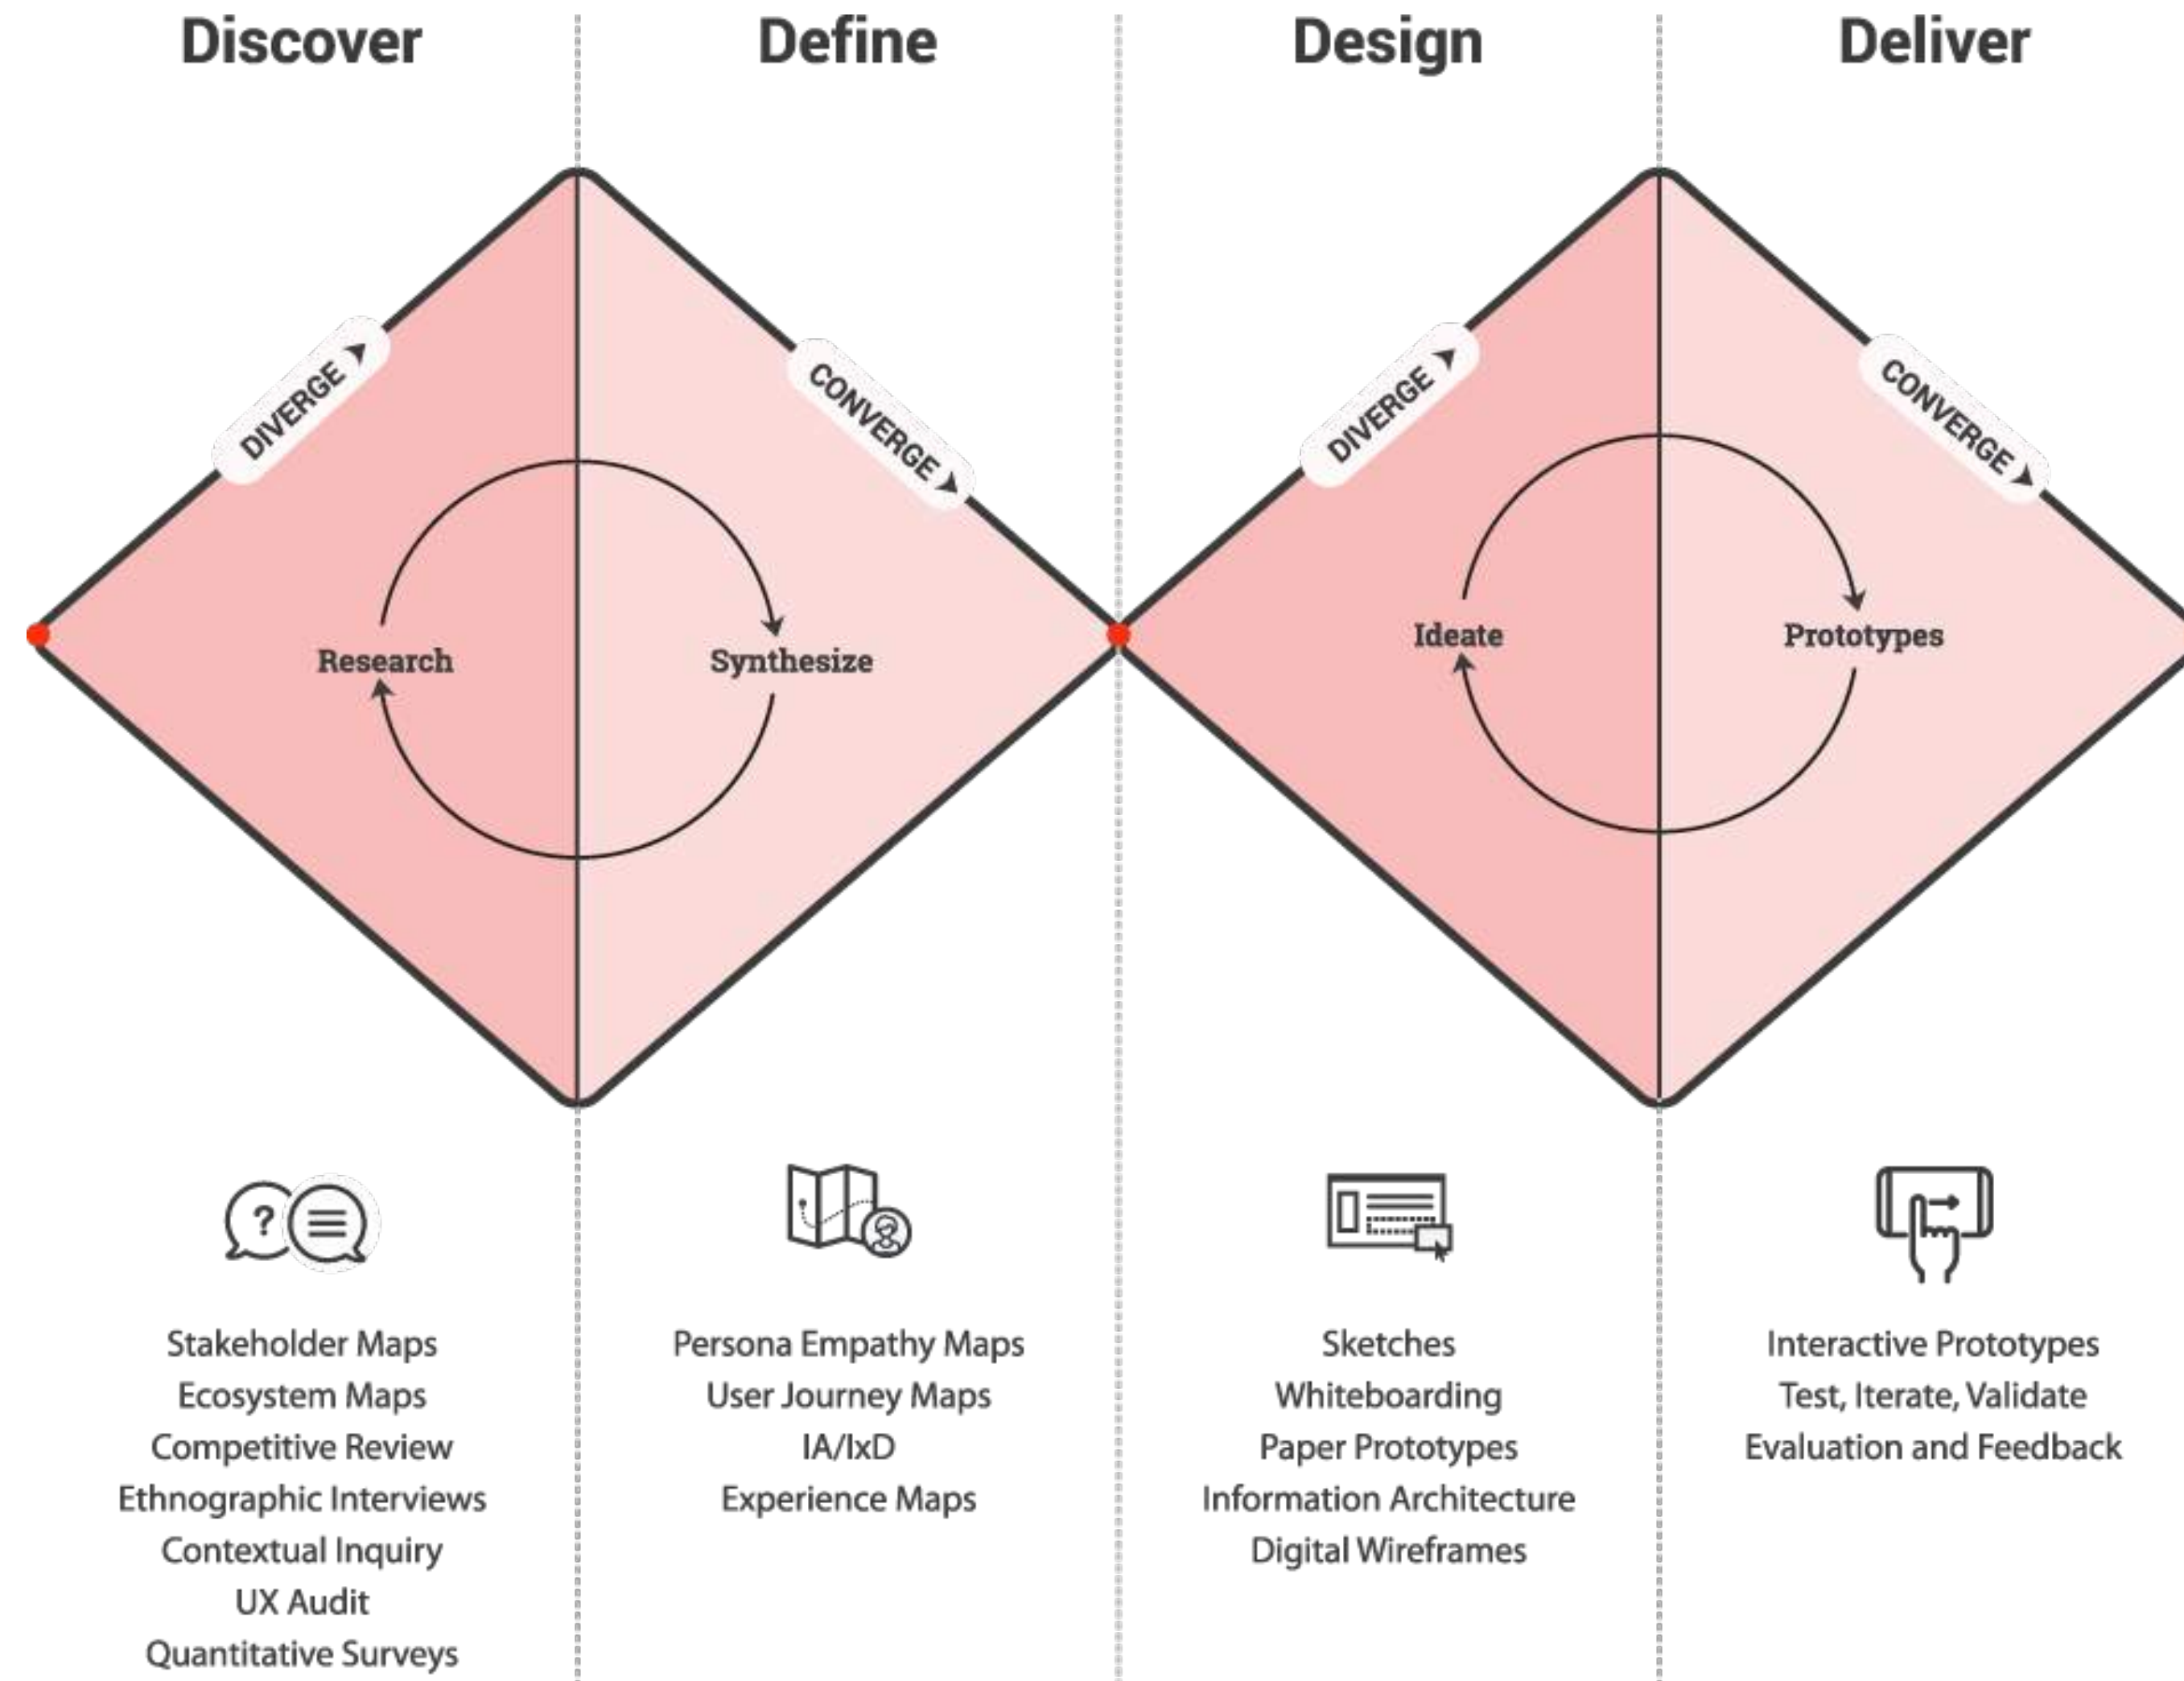 Discover
Define
Design
Deliver
DIVERGE
CONVERGE
DIVERGE
CONVERGE
Research
Synthesize
Ideate
Prototypes
?
Stakeholder Maps
Ecosystem Maps
Competitive Review
Ethnographic Interviews
Contextual Inquiry
UX Audit
Quantitative Surveys
Persona Empathy Maps
User Journey Maps
IA/IxD
Experience Maps
Sketches
Whiteboarding
Paper Prototypes
Information Architecture
Digital Wireframes
Interactive Prototypes
Test, Iterate, Validate
Evaluation and Feedback